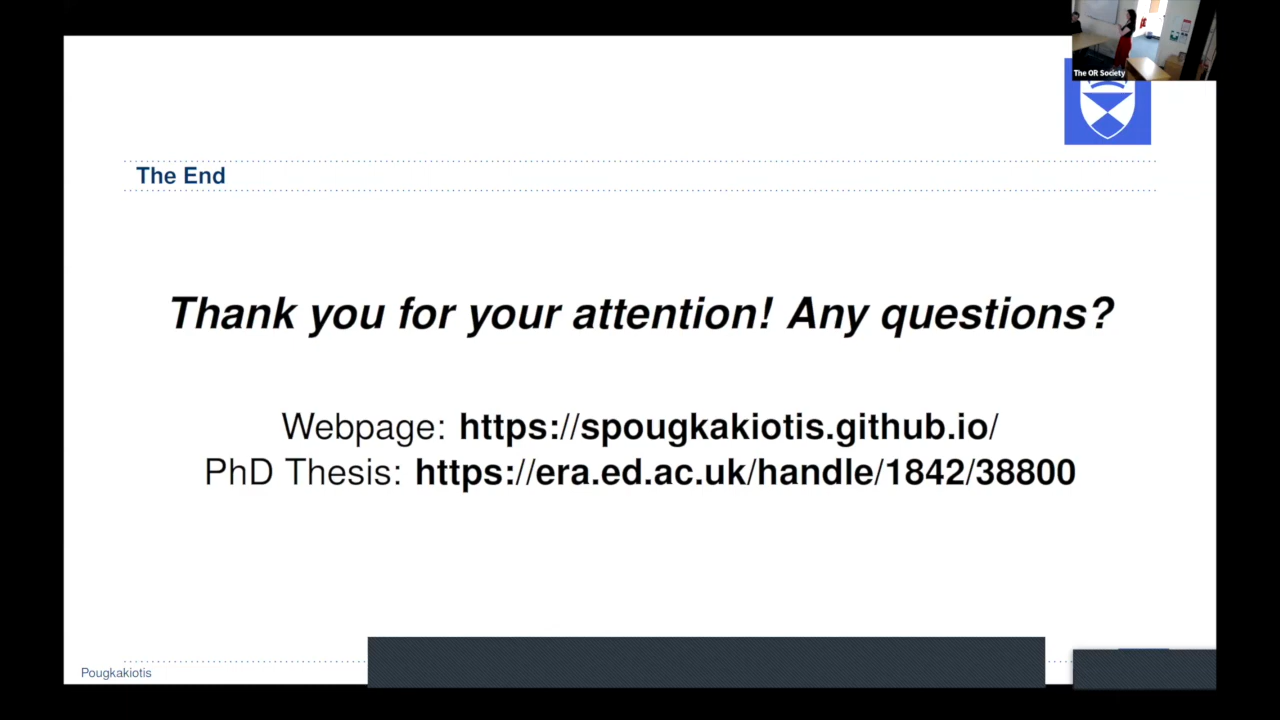 The OR Society
The End
Thank you for your attention! Any questions?
Webpage: https://spougkakiotis.github.io/
PhD Thesis: https://era.ed.ac.uk/handle/1842/38800
Pougkakiotis